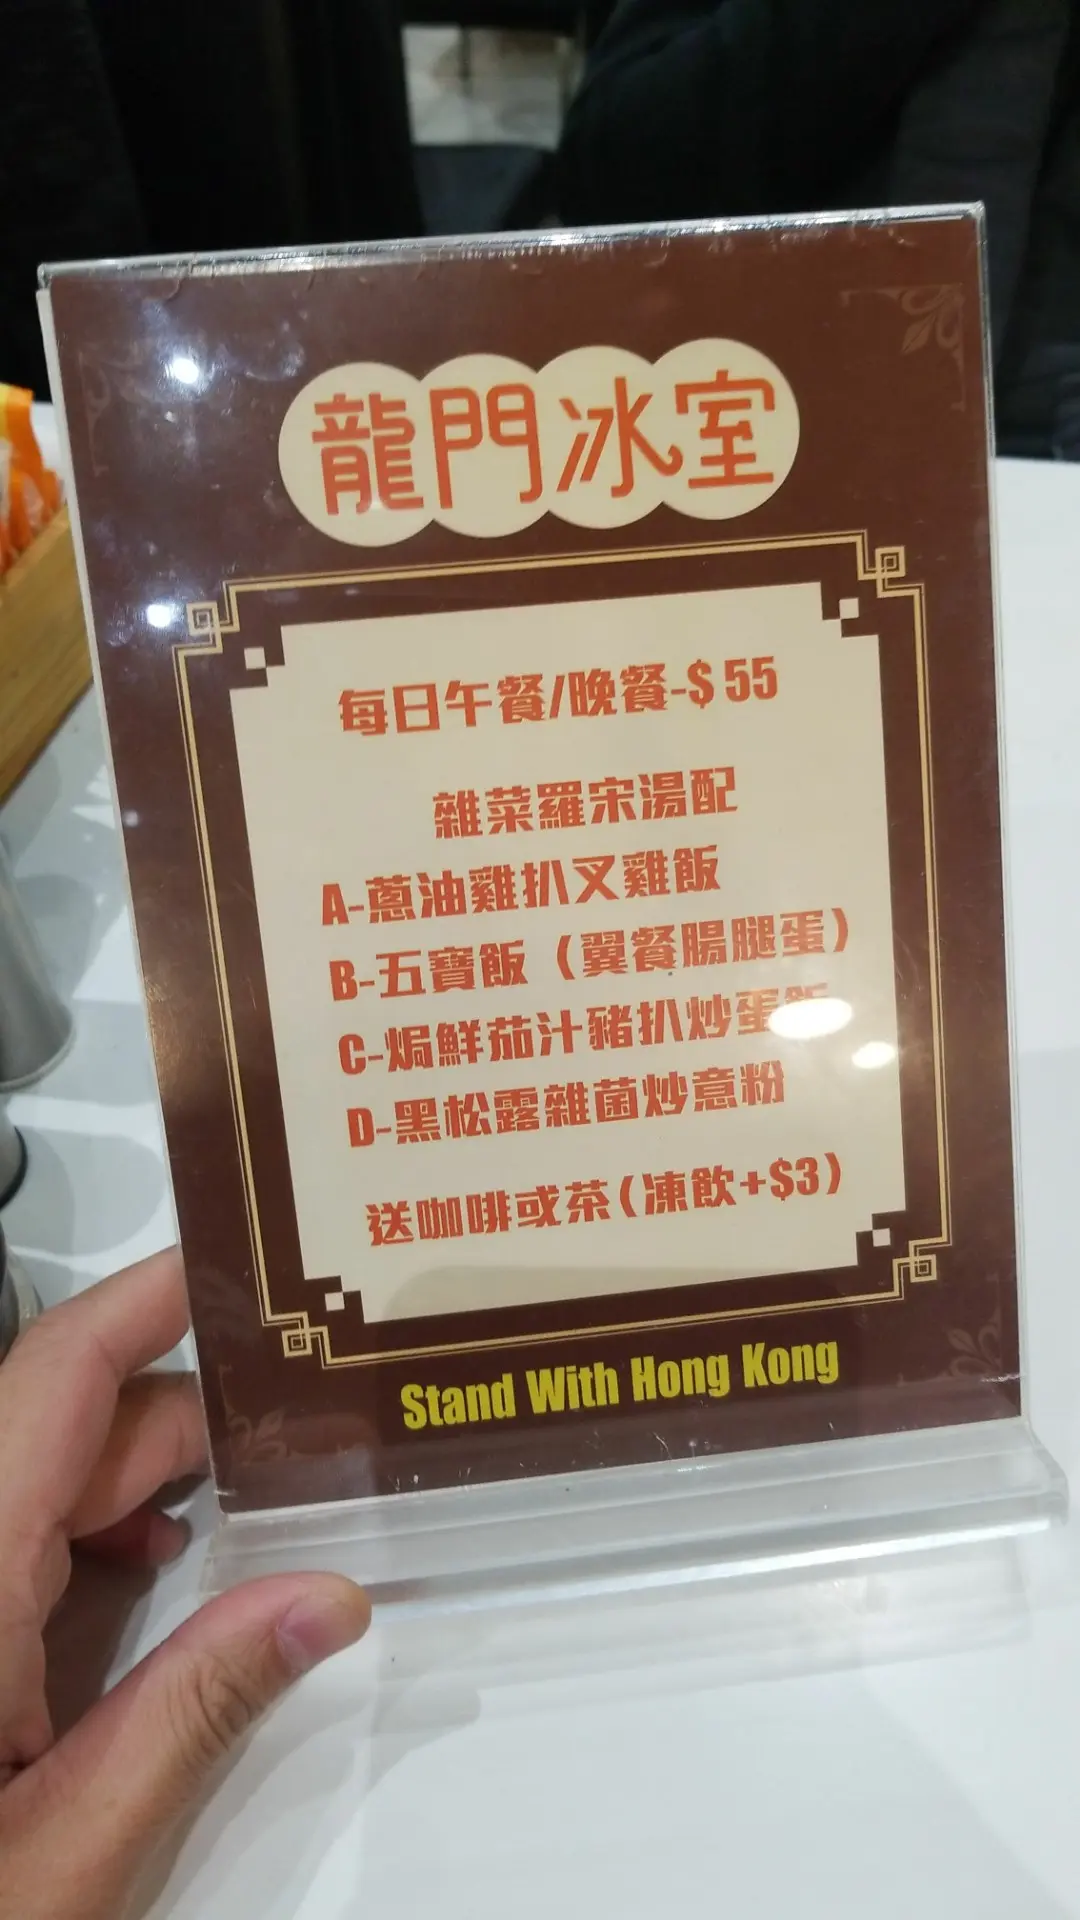 龍門冰室
每日午餐/晚餐-$55
雜菜羅宋湯配
A-蔥油雞扒叉雞飯
B-五寶飯（翼餐腸腿蛋）
C-焗鮮茄汁豬扒炒蛋飯
D-黑松露雜菌炒意粉
送咖啡或茶(凍飲+$3)
Stand With Hong Kong